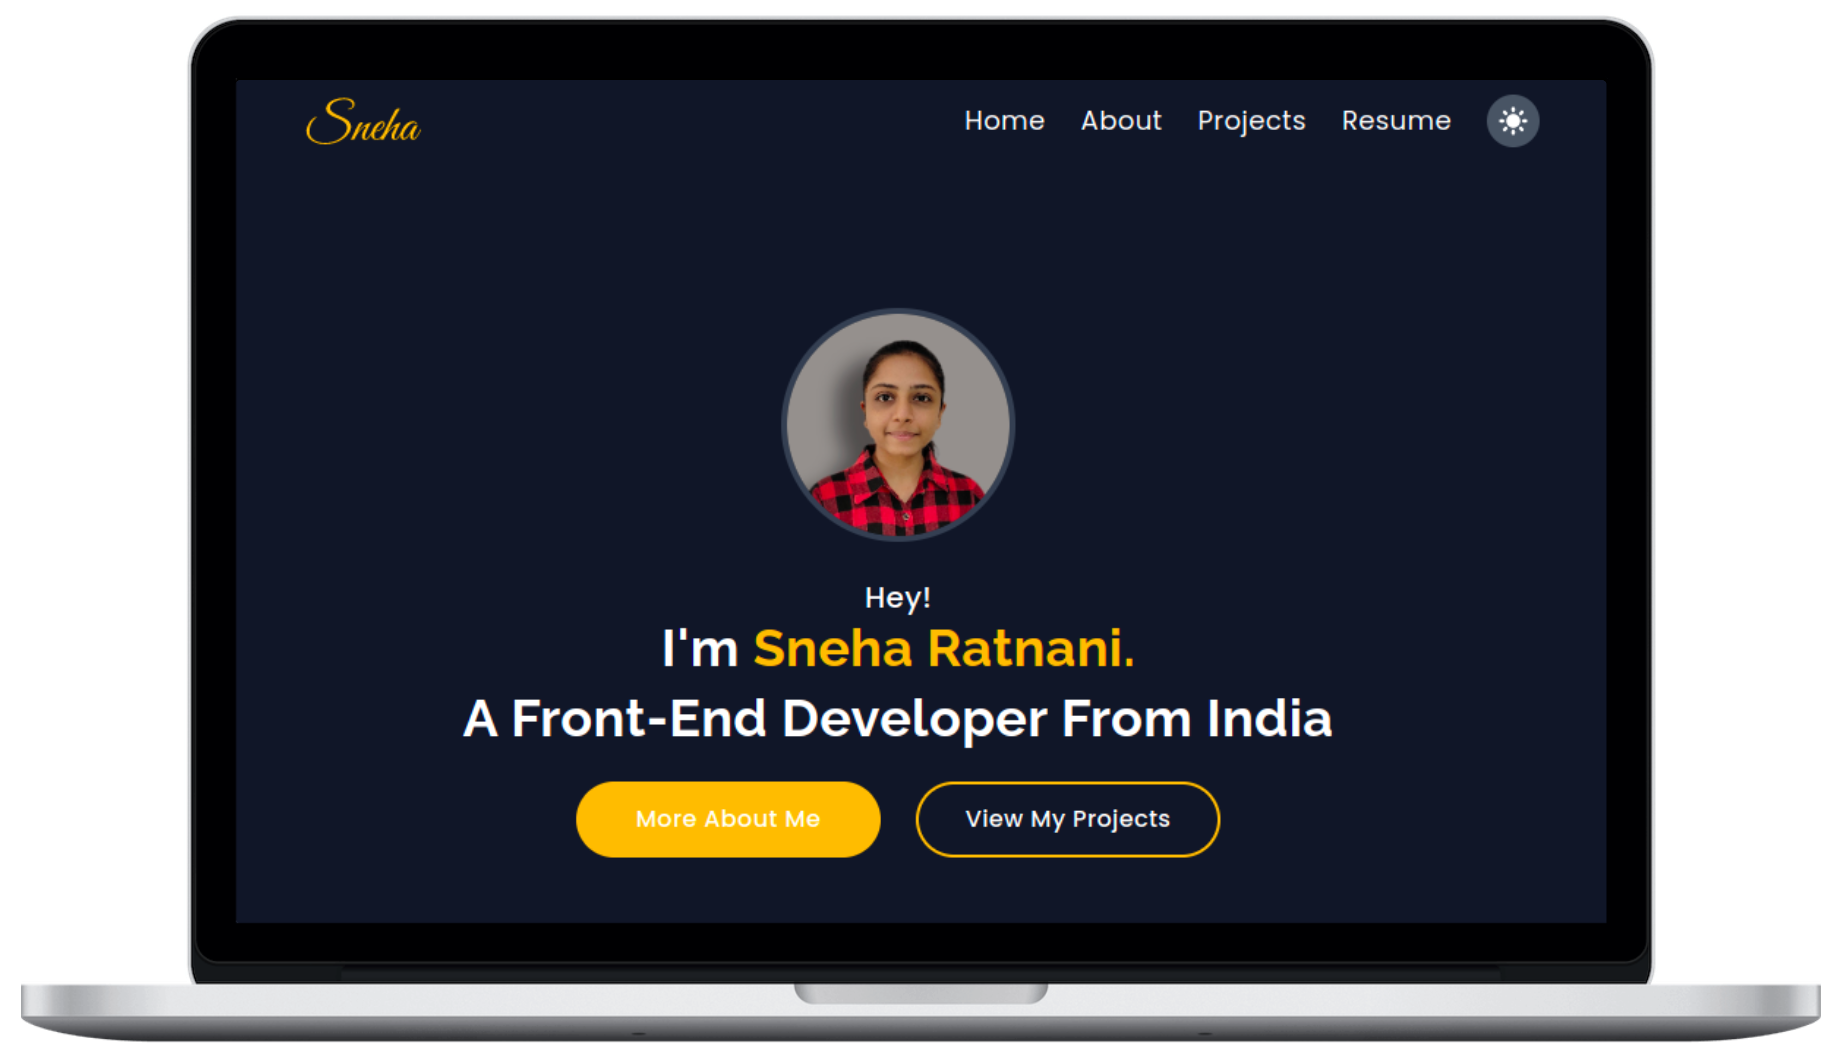 Sneha
Home About Projects Resume
Hey!
I'm Sneha Ratnani.
A Front-End Developer From India
More About Me
View My Projects